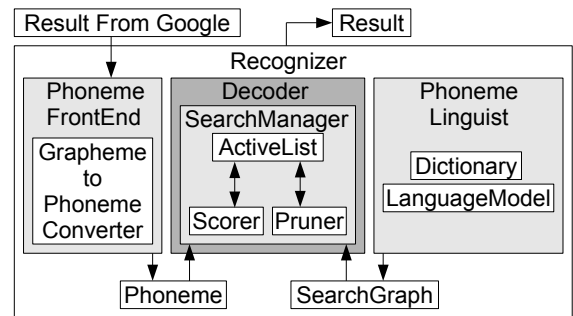 Result From Google
Result
Recognizer
Phoneme
FrontEnd
Grapheme
to
Phoneme
Converter
Decoder
SearchManager
ActiveList
Scorer
Pruner
Phoneme
Linguist
Dictionary
LanguageModel
Phoneme
SearchGraph